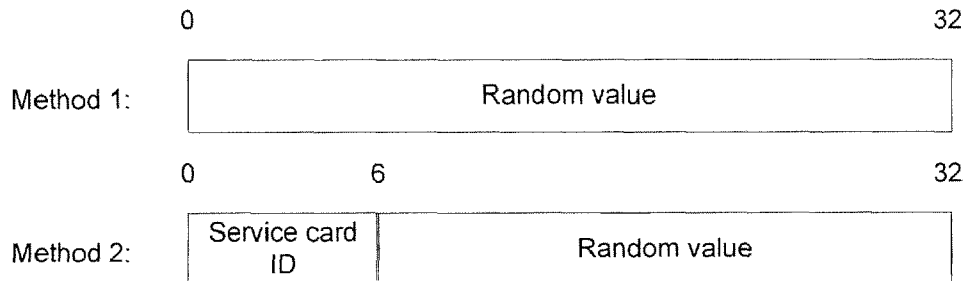 0 32
Method 1: Random value
0 6 32
Method 2: Service card ID Random value